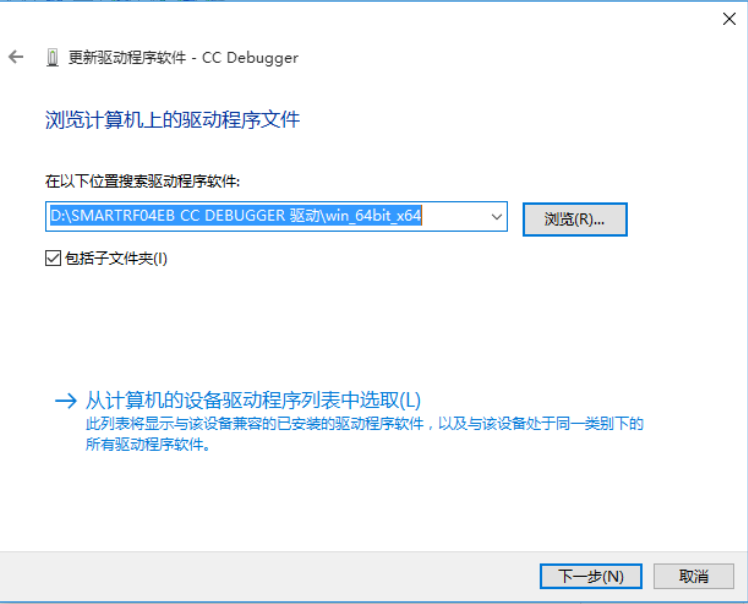 更新驱动程序软件 - CC Debugger
浏览计算机上的驱动程序文件
在以下位置搜索驱动程序软件:
D:\SMARTRF04EB CC DEBUGGER 驱动\win_64bit_x64
浏览(R)...
包括子文件夹(I)
从计算机的设备驱动程序列表中选取(L)
此列表将显示与该设备兼容的已安装的驱动程序软件，以及与该设备处于同一类别下的
所有驱动程序软件。
下一步(N)
取消